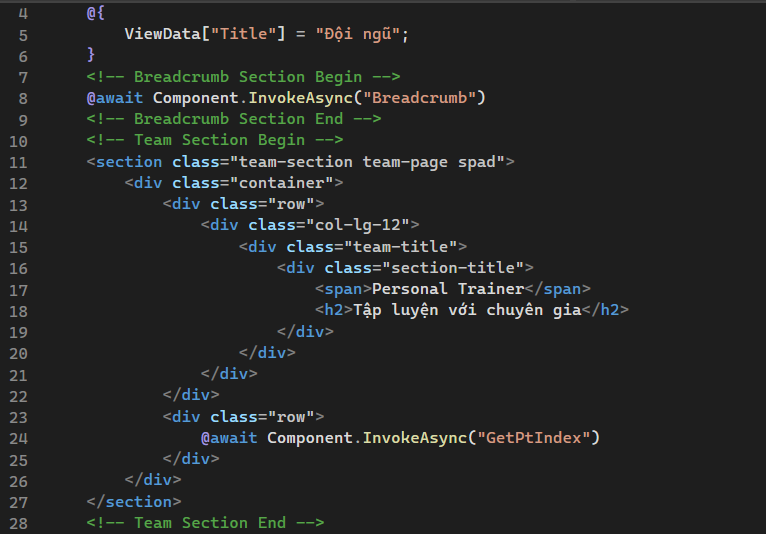 4 @{
5 ViewData["Title"] = "Đội ngũ";
6 }
7 <!-- Breadcrumb Section Begin -->
8 @await Component.InvokeAsync("Breadcrumb")
9 <!-- Breadcrumb Section End -->
10 <!-- Team Section Begin -->
11 <section class="team-section team-page spad">
12 <div class="container">
13 <div class="row">
14 <div class="col-lg-12">
15 <div class="team-title">
16 <div class="section-title">
17 <span>Personal Trainer</span>
18 <h2>Tập luyện với chuyên gia</h2>
19 </div>
20 </div>
21 </div>
22 </div>
23 <div class="row">
24 @await Component.InvokeAsync("GetPtIndex")
25 </div>
26 </div>
27 </section>
28 <!-- Team Section End -->